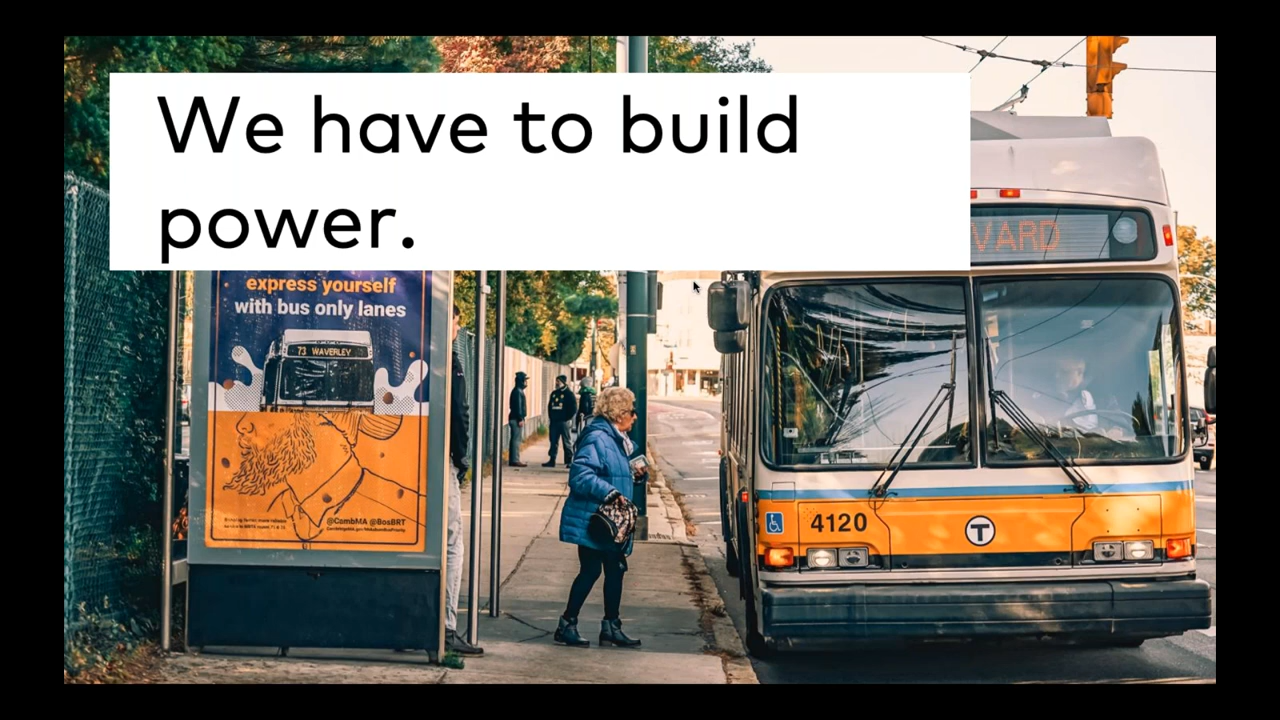 We have to build
power.
VARD
express yourself
with bus only lanes
73 WAVERLEY
@CambMA @BosBRT
4120
T